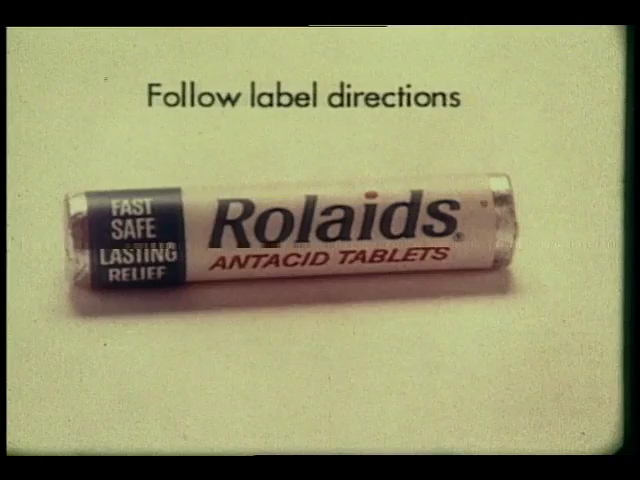 Follow label directions
FAST
SAFE
LASTING
RELIEF
Rolaids®
ANTACID TABLETS